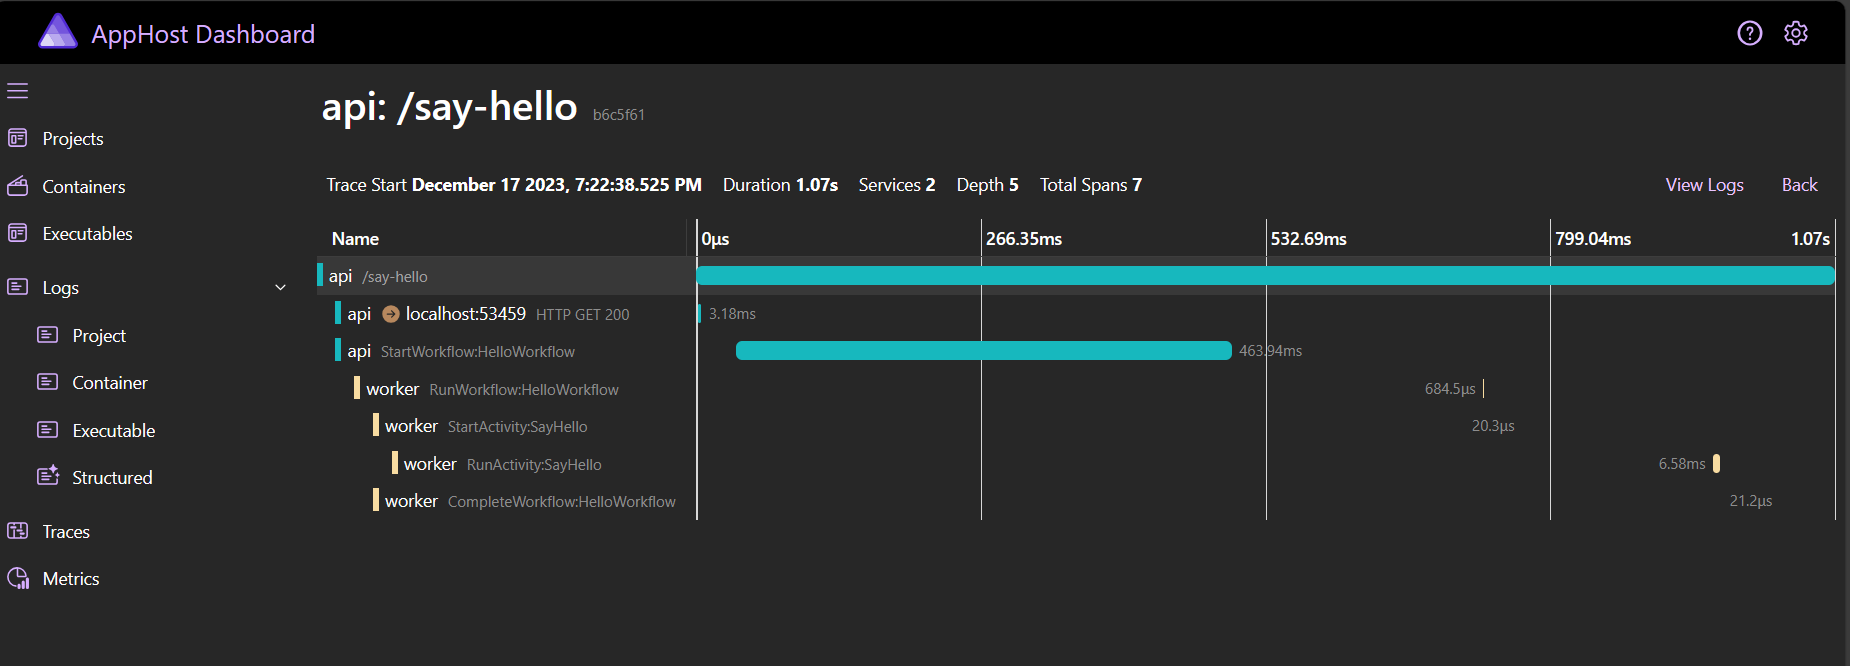 AppHost Dashboard
Projects
Containers
Executables
Logs
Project
Container
Executable
Structured
Traces
Metrics
api: /say-hello b6c5f61
Trace Start December 17 2023, 7:22:38.525 PM Duration 1.07s Services 2 Depth 5 Total Spans 7 View Logs Back
Name 0µs 266.35ms 532.69ms 799.04ms 1.07s
api /say-hello
api localhost:53459 HTTP GET 200 3.18ms
api StartWorkflow:HelloWorkflow 463.94ms
worker RunWorkflow:HelloWorkflow 684.5µs
worker StartActivity:SayHello 20.3µs
worker RunActivity:SayHello 6.58ms
worker CompleteWorkflow:HelloWorkflow 21.2µs